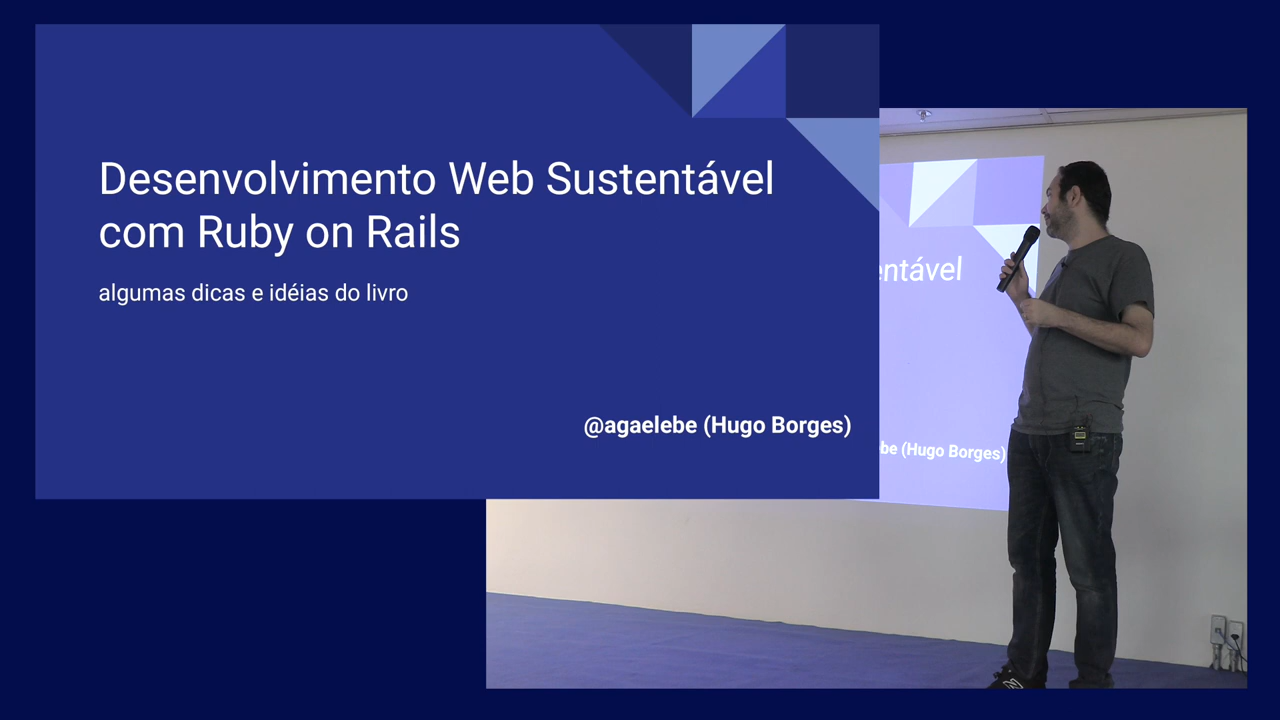 Desenvolvimento Web Sustentável
com Ruby on Rails
algumas dicas e idéias do livro
@agaelebe (Hugo Borges)
entável
be (Hugo Borges)